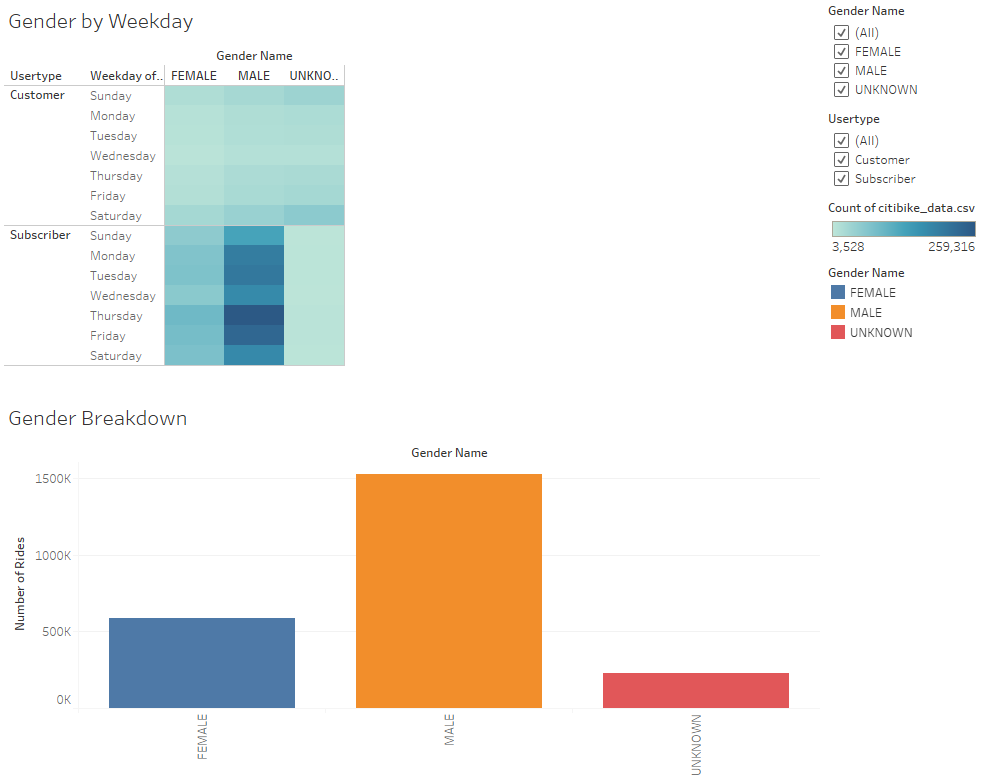 Gender by Weekday
Gender Name
Usertype Weekday of.. FEMALE MALE UNKNO..
Customer Sunday
Monday
Tuesday
Wednesday
Thursday
Friday
Saturday
Subscriber Sunday
Monday
Tuesday
Wednesday
Thursday
Friday
Saturday
Gender Name
(All)
FEMALE
MALE
UNKNOWN
Usertype
(All)
Customer
Subscriber
Count of citibike_data.csv
3,528 259,316
Gender Name
FEMALE
MALE
UNKNOWN
Gender Breakdown
Gender Name
Number of Rides
1500K
1000K
500K
0K
FEMALE
MALE
UNKNOWN